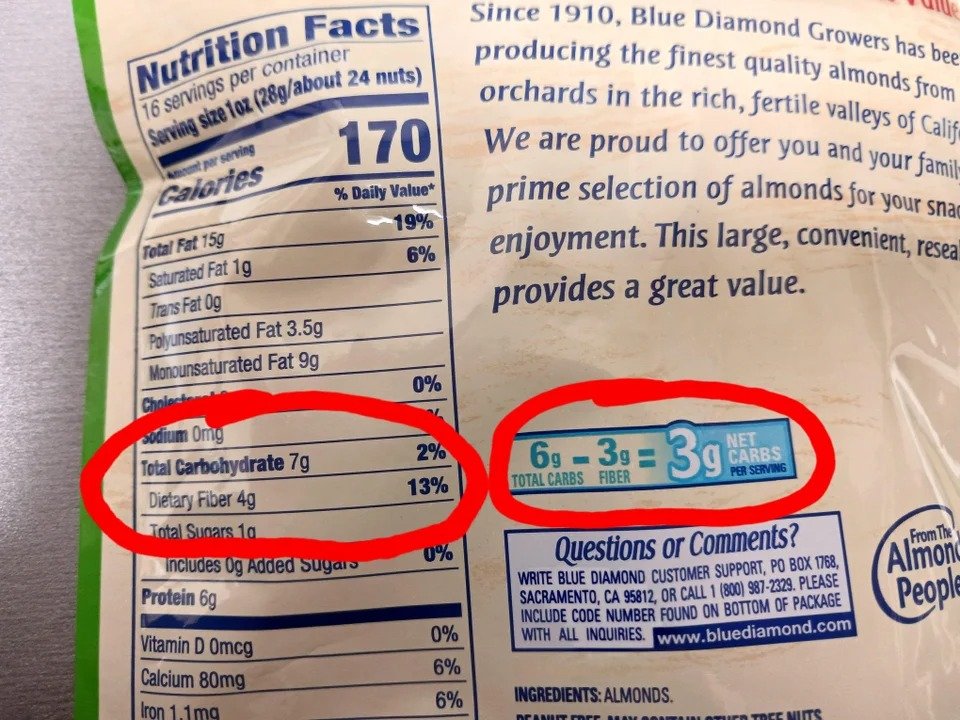 Nutrition Facts
16 servings per container
Serving size 1oz (28g/about 24 nuts)
Amount per serving
Calories 170
% Daily Value*
Total Fat 15g 19%
Saturated Fat 1g 6%
Trans Fat 0g
Polyunsaturated Fat 3.5g
Monounsaturated Fat 9g
0%
Sodium 0mg
Total Carbohydrate 7g 2%
Dietary Fiber 4g 13%
Total Sugars 1g
Includes 0g Added Sugars 0%
Protein 6g
Vitamin D 0mcg 0%
Calcium 80mg 6%
Iron 1.1mg 6%
Since 1910, Blue Diamond Growers has
producing the finest quality almonds from
orchards in the rich, fertile valleys of
We are proud to offer you and your
prime selection of almonds for your
enjoyment. This large, convenient,
provides a great value.
6g - 3g = 3g NET CARBS PER SERVING
TOTAL CARBS FIBER
Questions or Comments?
WRITE BLUE DIAMOND CUSTOMER SUPPORT, PO BOX 1768,
SACRAMENTO, CA 95812, OR CALL 1 (800) 987-2329. PLEASE
INCLUDE CODE NUMBER FOUND ON BOTTOM OF PACKAGE
WITH ALL INQUIRIES. www.bluediamond.com
From The
Almond
People
INGREDIENTS: ALMONDS.
PEANUT FREE. MAY CONTAIN OTHER TREE NUTS